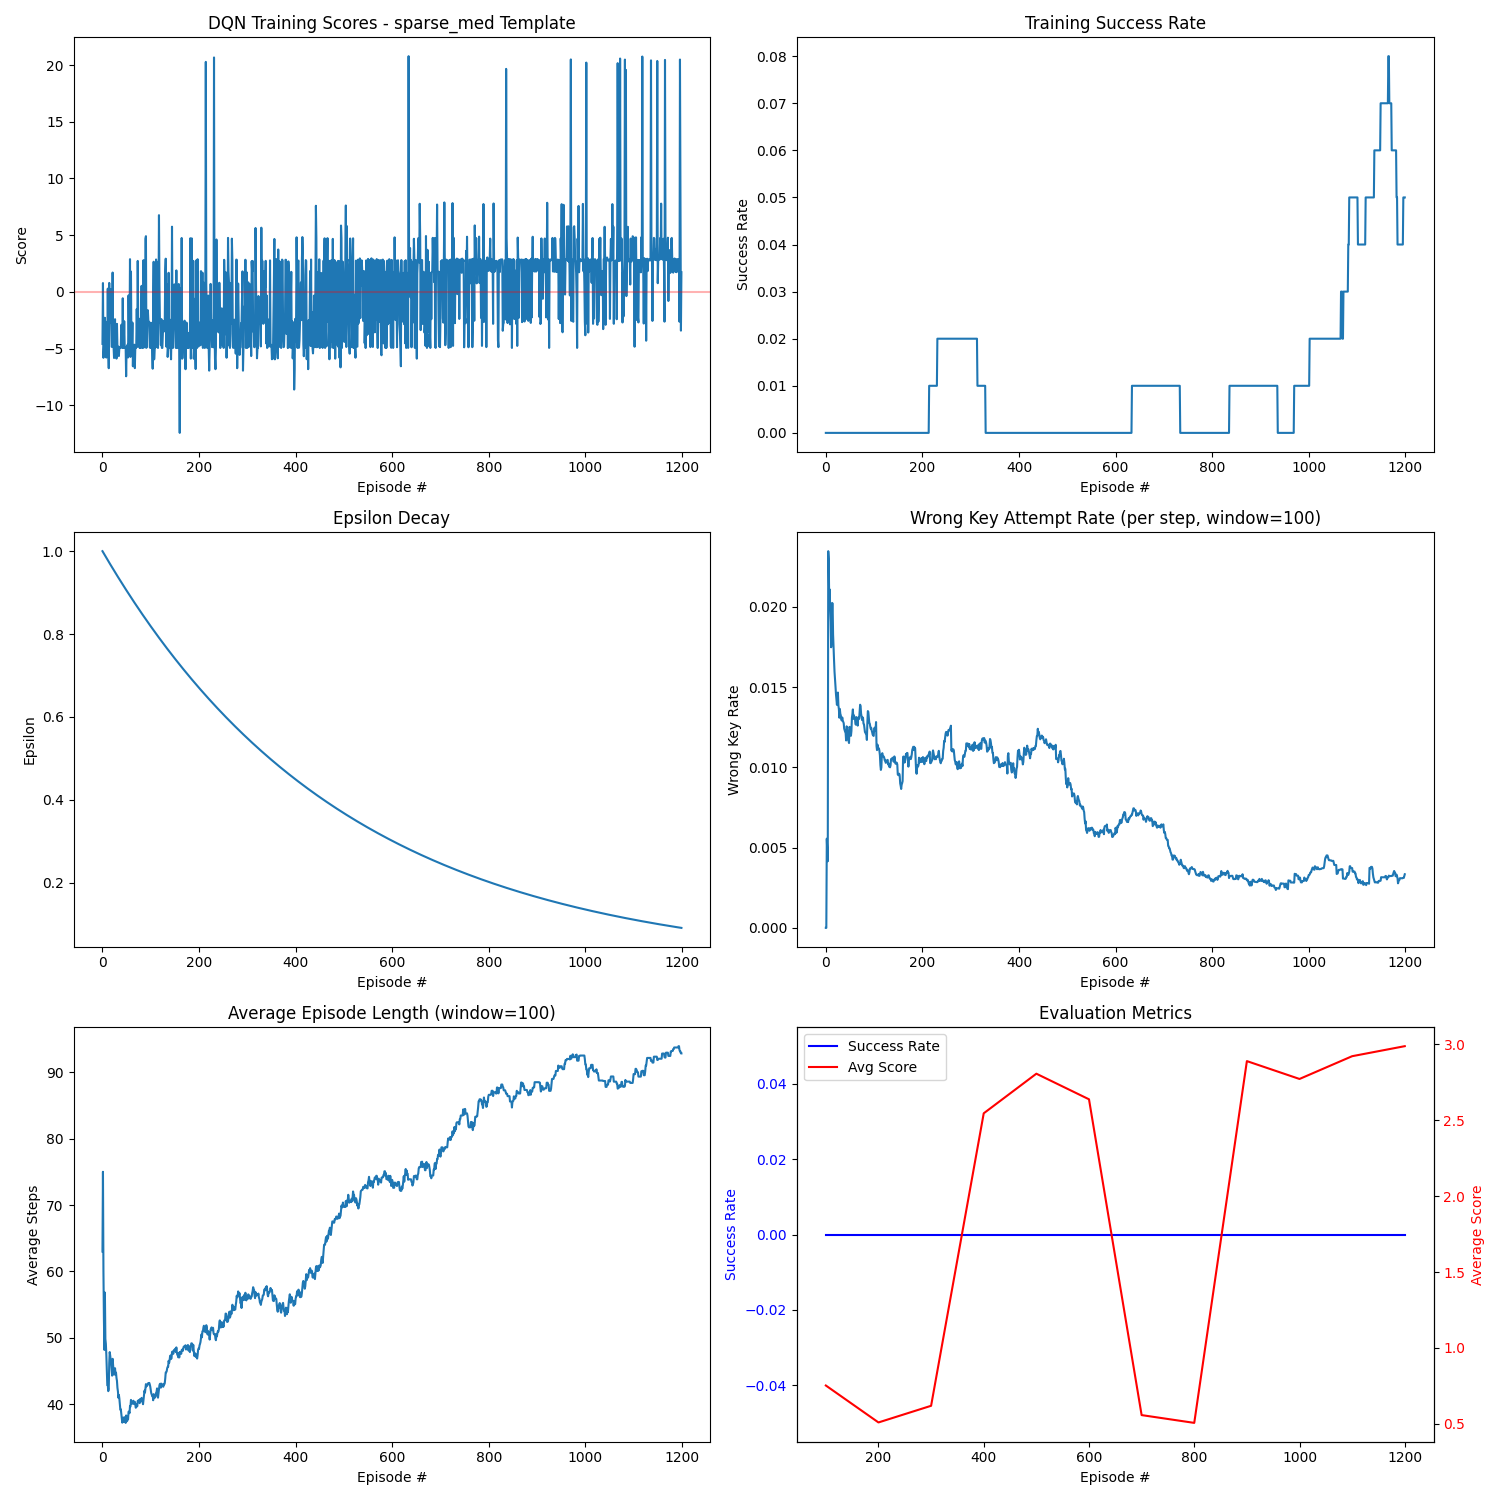 DQN Training Scores - sparse_med Template
Score
20
15
10
5
0
−5
−10
0 200 400 600 800 1000 1200
Episode #
Training Success Rate
Success Rate
0.08
0.07
0.06
0.05
0.04
0.03
0.02
0.01
0.00
0 200 400 600 800 1000 1200
Episode #
Epsilon Decay
Epsilon
1.0
0.8
0.6
0.4
0.2
0 200 400 600 800 1000 1200
Episode #
Wrong Key Attempt Rate (per step, window=100)
Wrong Key Rate
0.020
0.015
0.010
0.005
0.000
0 200 400 600 800 1000 1200
Episode #
Average Episode Length (window=100)
Average Steps
90
80
70
60
50
40
0 200 400 600 800 1000 1200
Episode #
Evaluation Metrics
Success Rate
Avg Score
Success Rate
0.04
0.02
0.00
−0.02
−0.04
3.0
2.5
2.0
1.5
1.0
0.5
Average Score
200 400 600 800 1000 1200
Episode #